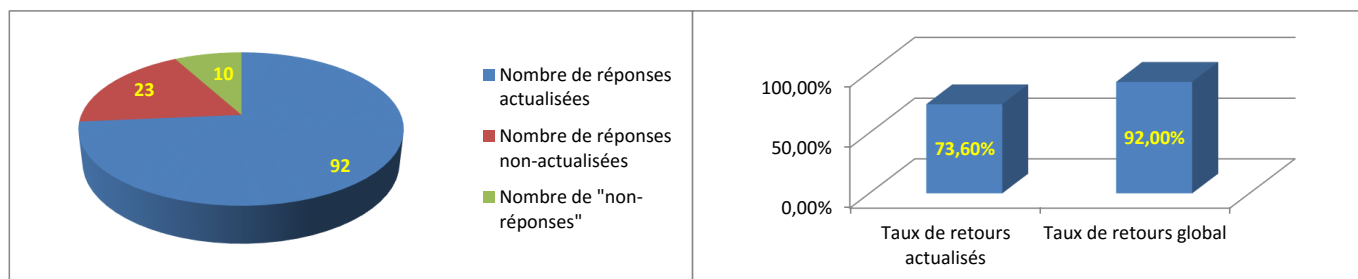 10
23
92
Nombre de réponses
actualisées
Nombre de réponses
non-actualisées
Nombre de "non-
réponses"
100,00%
50,00%
0,00%
73,60%
92,00%
Taux de retours
actualisés
Taux de retours global